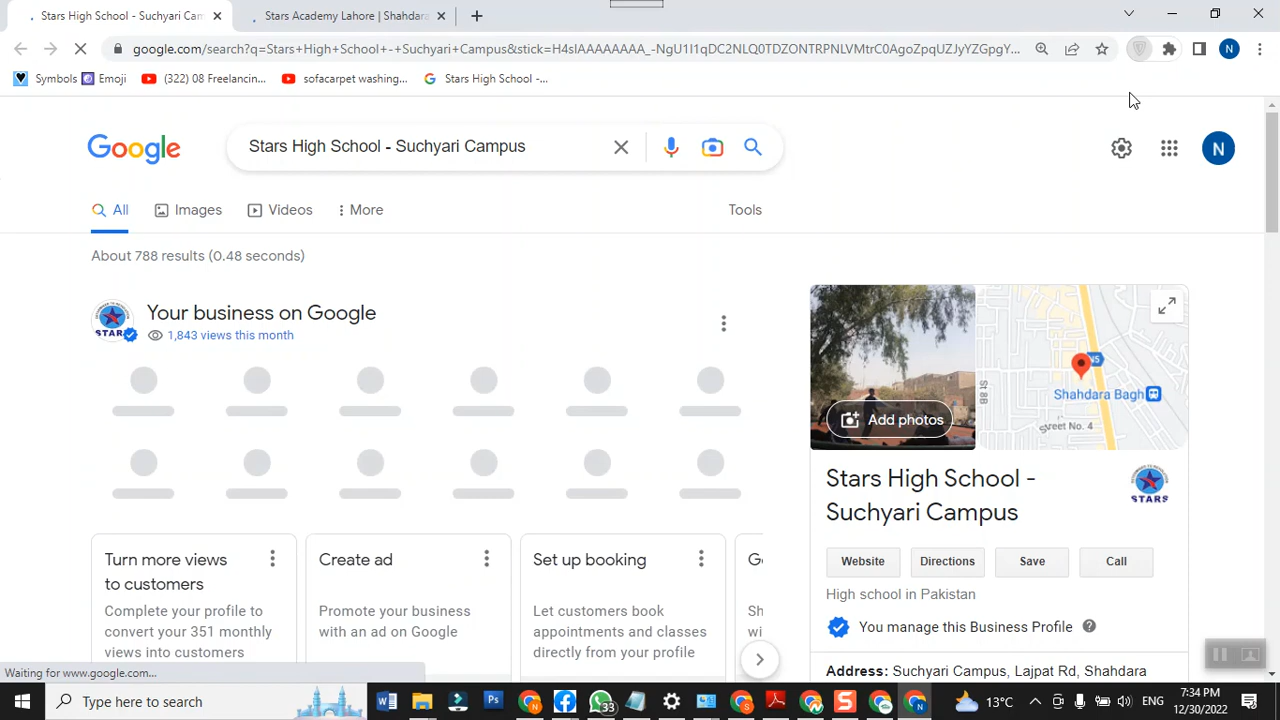 Stars High School - Suchyari Cam
Stars Academy Lahore | Shahdara
google.com/search?q=Stars+High+School+-+Suchyari+Campus&stick=H4sIAAAAAAAA_-NgU1I1qDC2NLQ0TDZONTRPNLVMtrC0AgoZpqUZJyYZGpgY...
Symbols
Emoji
(322) 08 Freelancin...
sofacarpet washing...
Stars High School -...
Google
Stars High School - Suchyari Campus
N
All
Images
Videos
More
Tools
About 788 results (0.48 seconds)
Your business on Google
1,843 views this month
Turn more views
to customers
Complete your profile to
convert your 351 monthly
views into customers
Create ad
Promote your business
with an ad on Google
Set up booking
Let customers book
appointments and classes
directly from your profile
Add photos
N5
St 8B
Shahdara Bagh
Street No. 4
Stars High School -
Suchyari Campus
STARS
Website
Directions
Save
Call
High school in Pakistan
You manage this Business Profile
Address: Suchyari Campus, Lajpat Rd, Shahdara
Waiting for www.google.com...
Type here to search
33
13°C
ENG
7:34 PM
12/30/2022